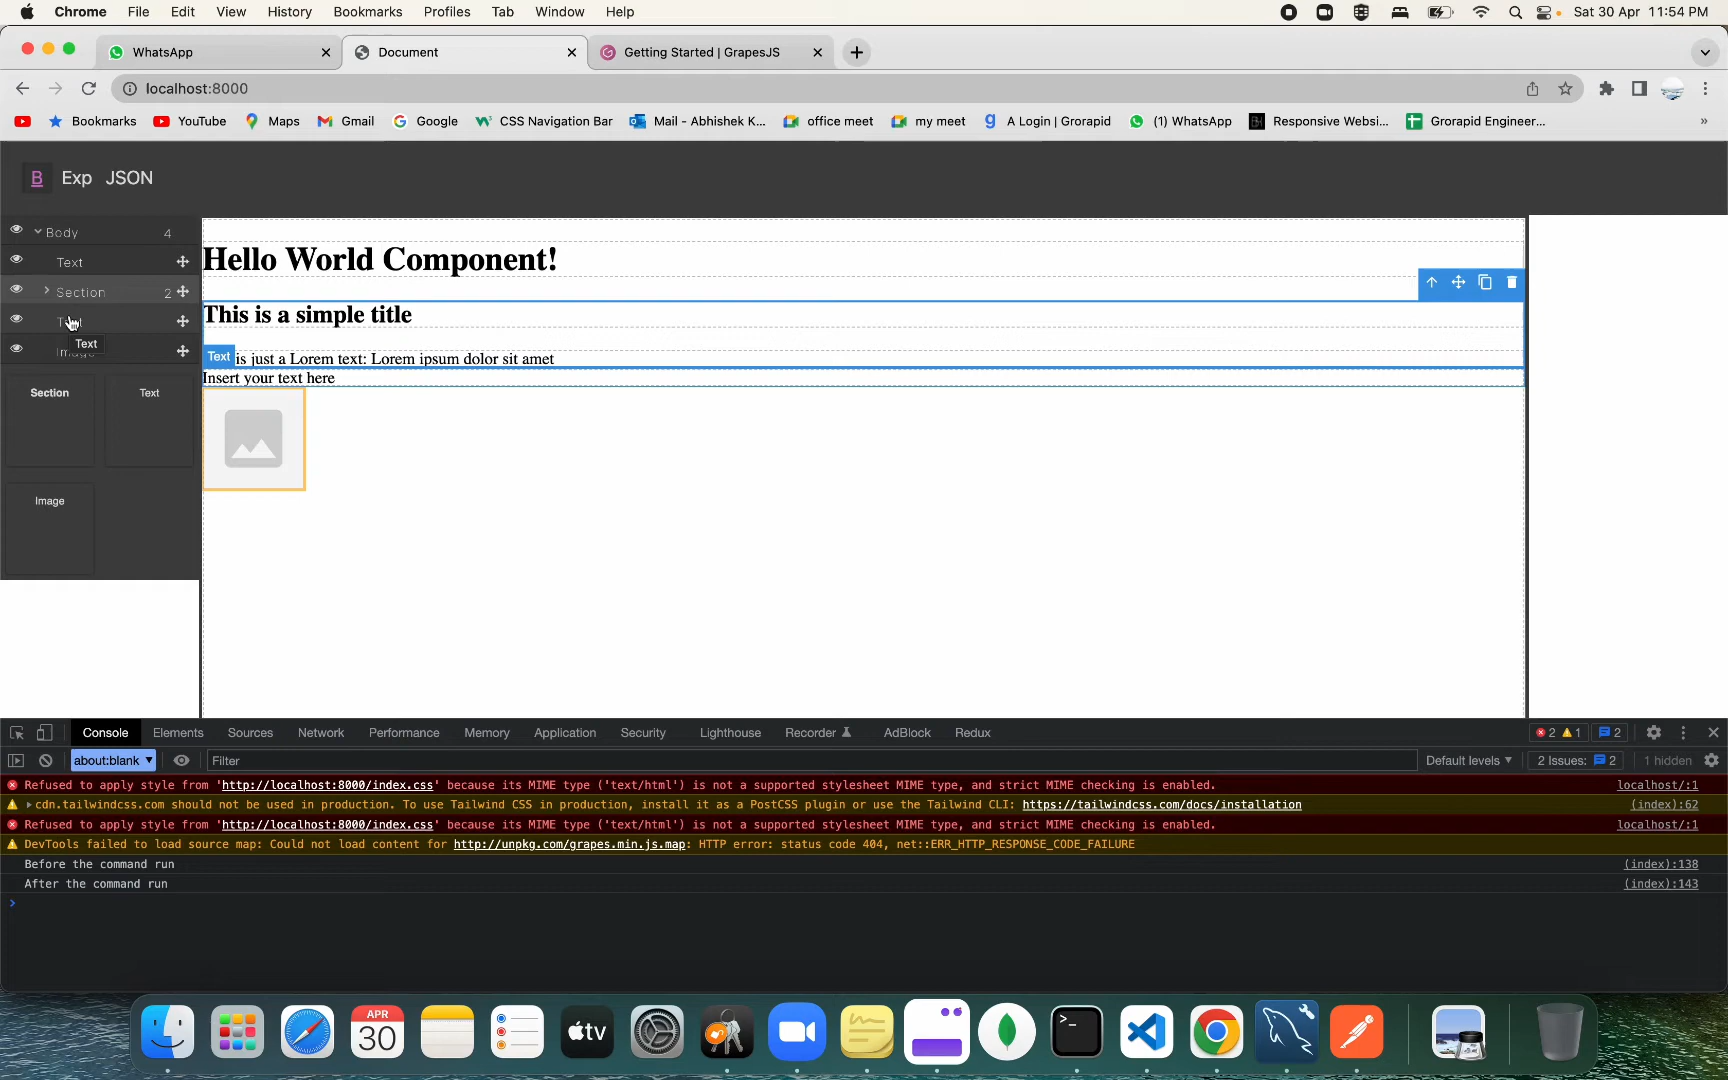 Chrome File Edit View History Bookmarks Profiles Tab Window Help Sat 30 Apr 11:54 PM
WhatsApp Document Getting Started | GrapesJS
localhost:8000
Bookmarks YouTube Maps Gmail Google CSS Navigation Bar Mail - Abhishek K... office meet my meet A Login | Grorapid (1) WhatsApp Responsive Websi... Grorapid Engineer... »
B Exp JSON
Body 4
Text
Section 2
Text
Image
Section Text
Image
Hello World Component!
This is a simple title
Text is just a Lorem text: Lorem ipsum dolor sit amet
Insert your text here
Console Elements Sources Network Performance Memory Application Security Lighthouse Recorder AdBlock Redux 2 1 2
about:blank Filter Default levels 2 Issues: 2 1 hidden
Refused to apply style from 'http://localhost:8000/index.css' because its MIME type ('text/html') is not a supported stylesheet MIME type, and strict MIME checking is enabled. localhost/:1
cdn.tailwindcss.com should not be used in production. To use Tailwind CSS in production, install it as a PostCSS plugin or use the Tailwind CLI: https://tailwindcss.com/docs/installation (index):62
Refused to apply style from 'http://localhost:8000/index.css' because its MIME type ('text/html') is not a supported stylesheet MIME type, and strict MIME checking is enabled. localhost/:1
DevTools failed to load source map: Could not load content for http://unpkg.com/grapes.min.js.map: HTTP error: status code 404, net::ERR_HTTP_RESPONSE_CODE_FAILURE
Before the command run (index):138
After the command run (index):143
APR
30
tv